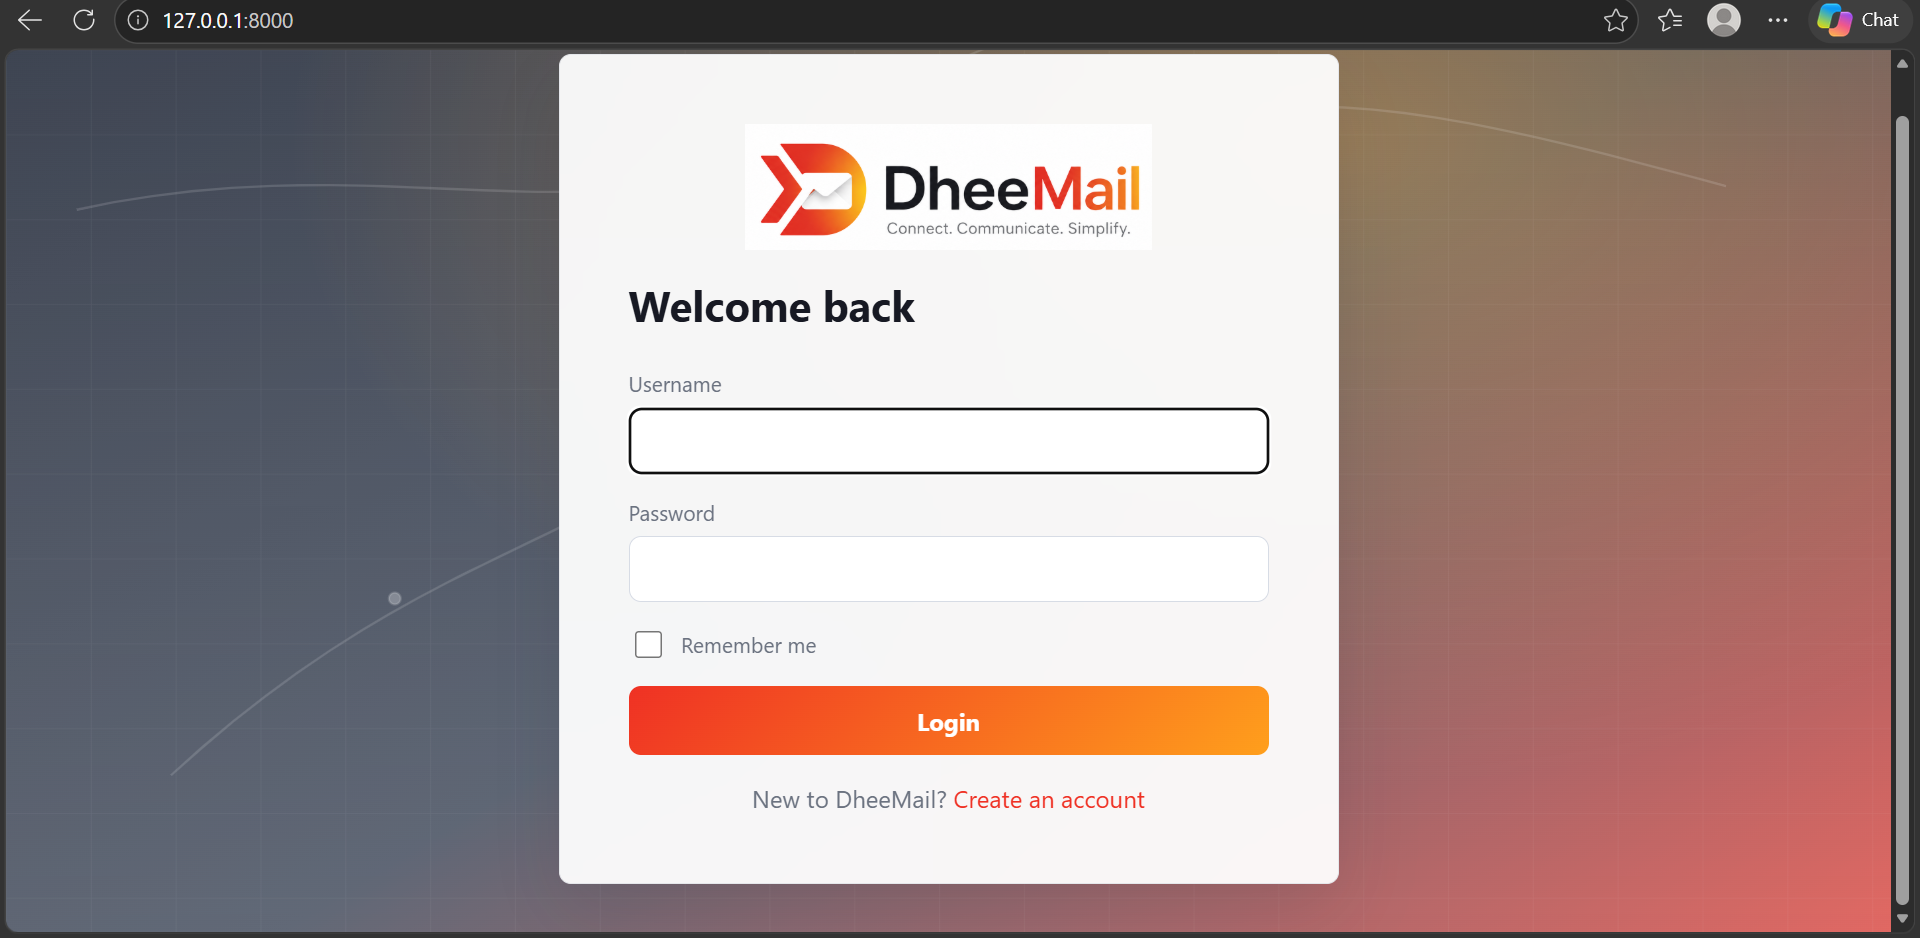 127.0.0.1:8000
Chat
DheeMail
Connect. Communicate. Simplify.
Welcome back
Username
Password
Remember me
Login
New to DheeMail? Create an account